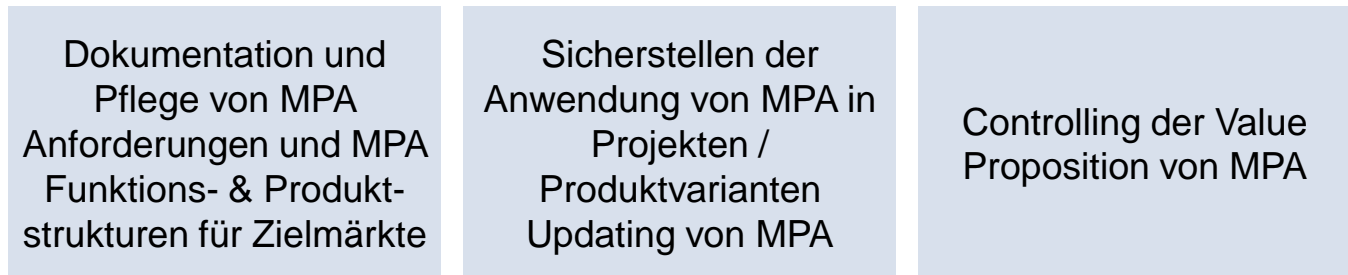 Dokumentation und
Pflege von MPA
Anforderungen und MPA
Funktions- & Produkt-
strukturen für Zielmärkte
Sicherstellen der
Anwendung von MPA in
Projekten /
Produktvarianten
Updating von MPA
Controlling der Value
Proposition von MPA